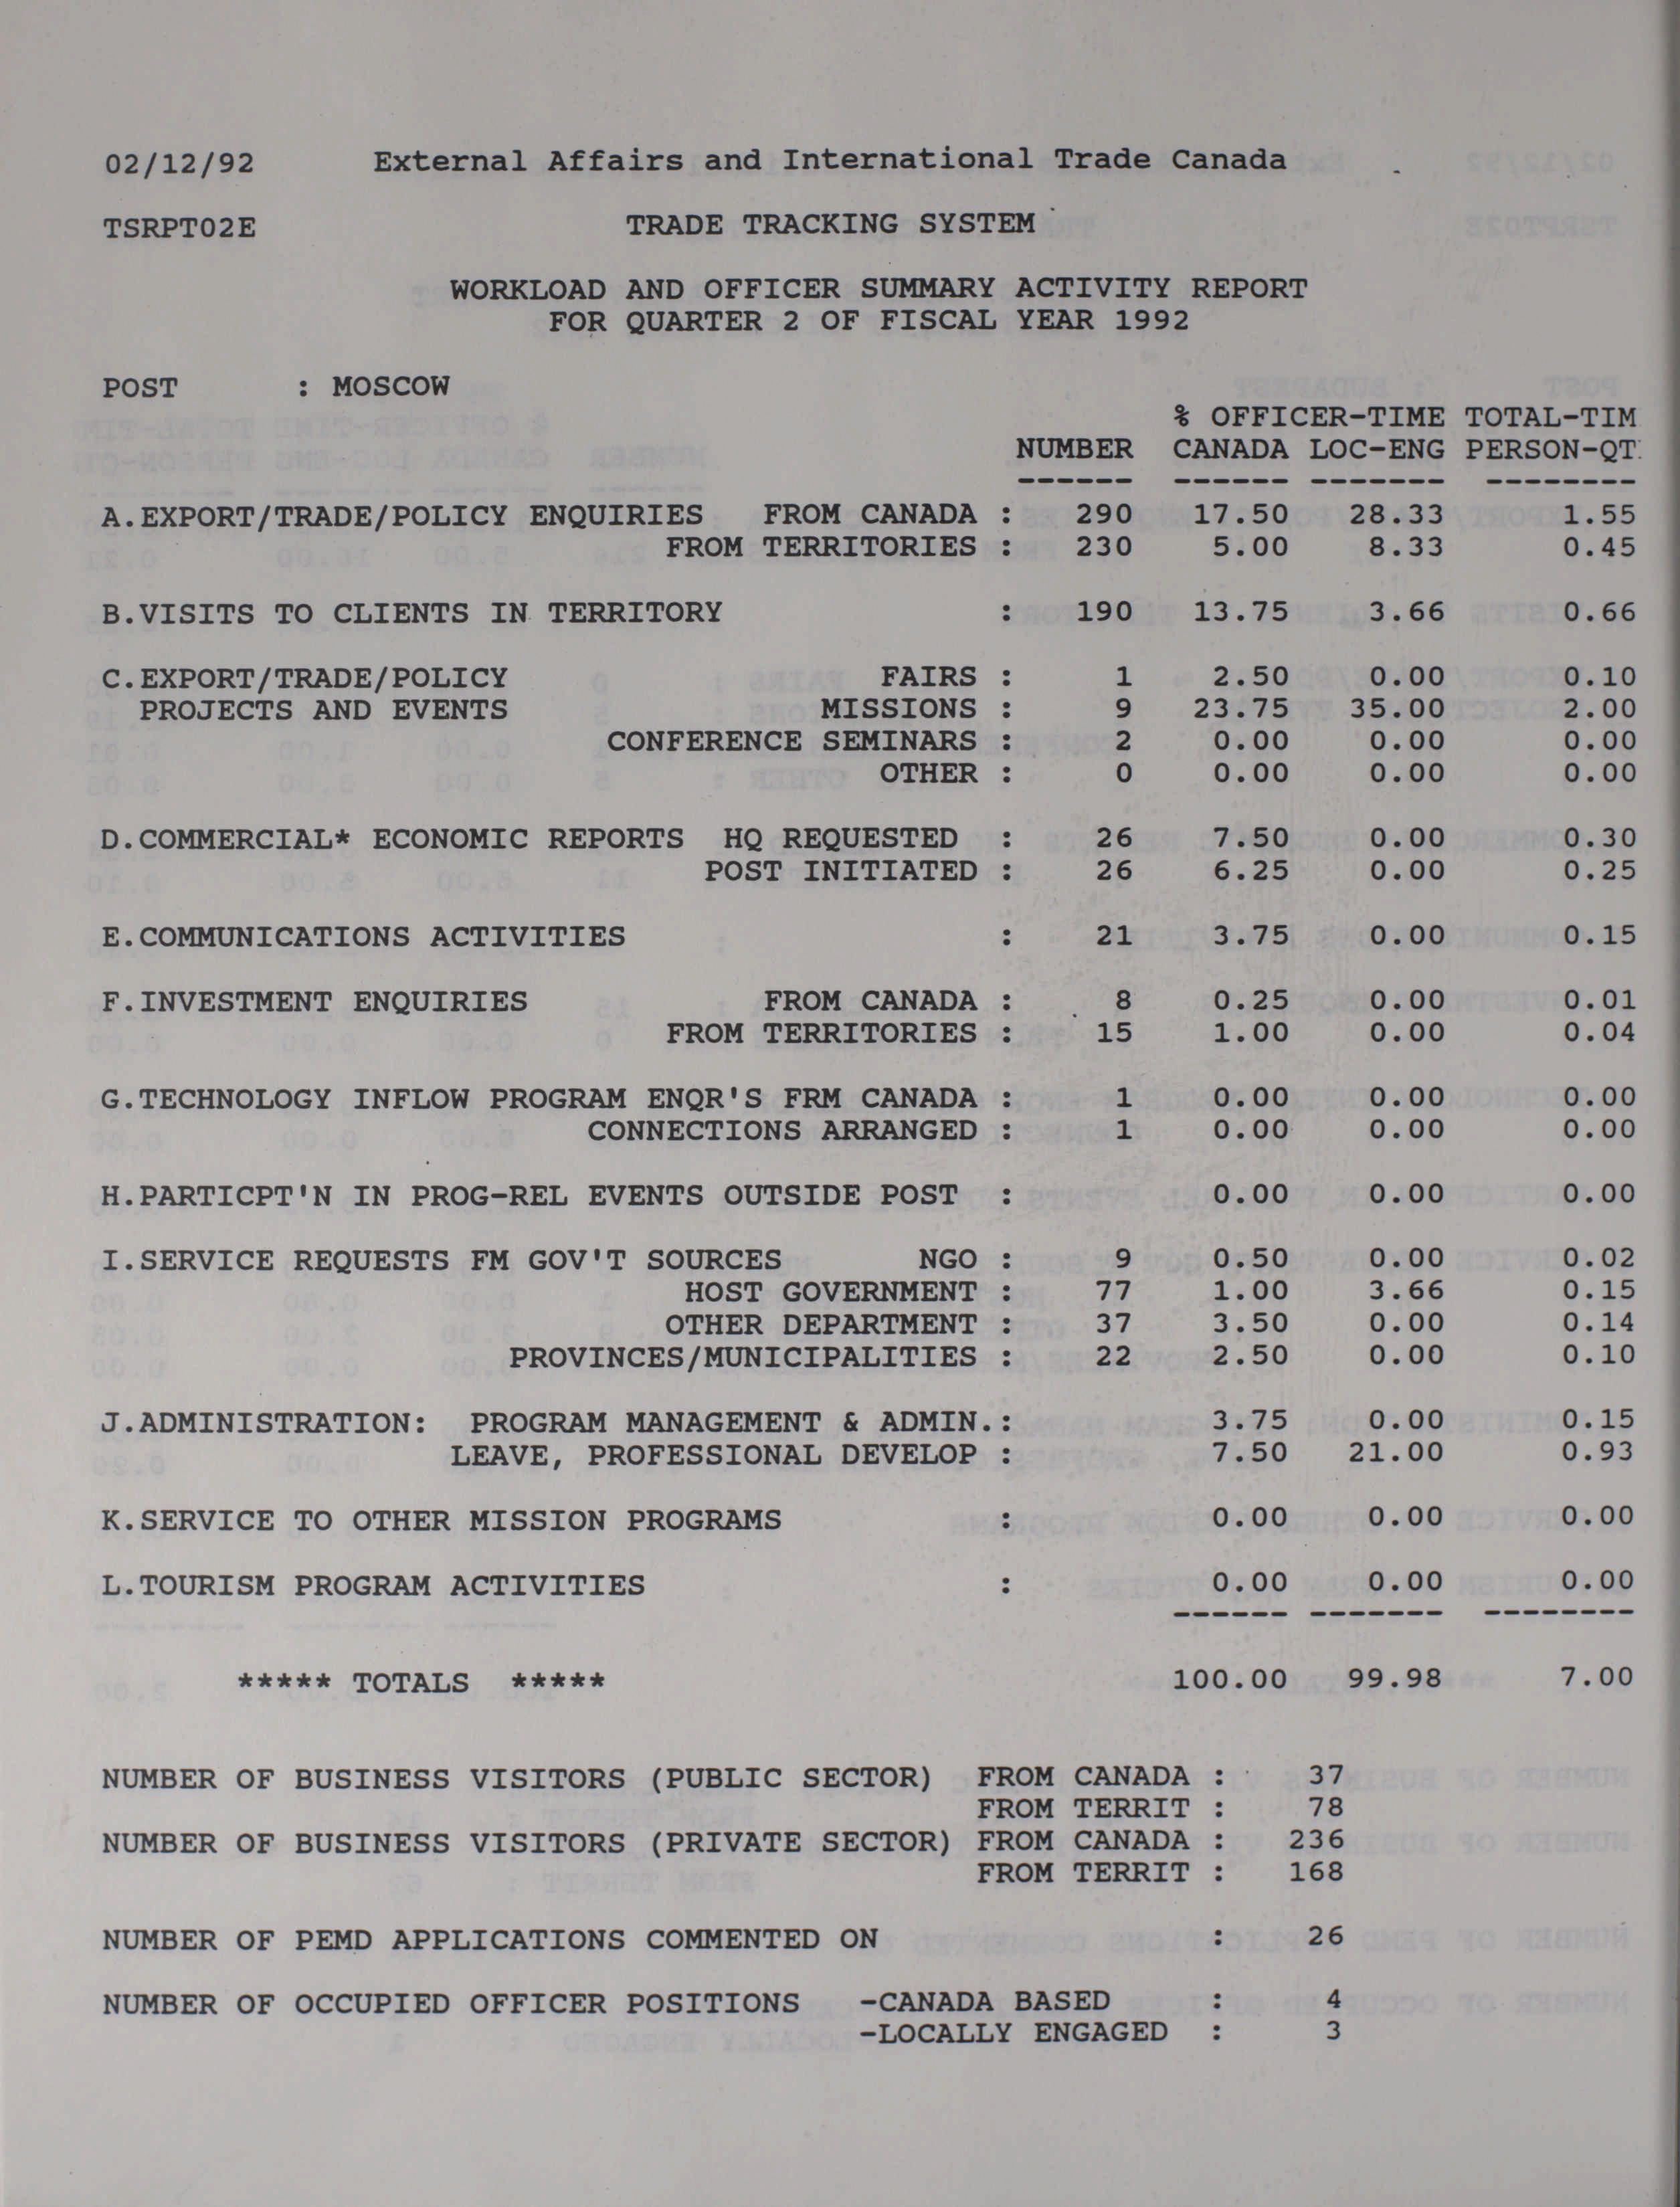 02/12/92 External Affairs and International Trade Canada
TSRPT02E TRADE TRACKING SYSTEM
WORKLOAD AND OFFICER SUMMARY ACTIVITY REPORT
FOR QUARTER 2 OF FISCAL YEAR 1992
POST : MOSCOW
% OFFICER-TIME TOTAL-TIM
NUMBER CANADA LOC-ENG PERSON-QT
------ ------ ------- --------
A.EXPORT/TRADE/POLICY ENQUIRIES FROM CANADA : 290 17.50 28.33 1.55
FROM TERRITORIES : 230 5.00 8.33 0.45
B.VISITS TO CLIENTS IN TERRITORY : 190 13.75 3.66 0.66
C.EXPORT/TRADE/POLICY FAIRS : 1 2.50 0.00 0.10
PROJECTS AND EVENTS MISSIONS : 9 23.75 35.00 2.00
CONFERENCE SEMINARS : 2 0.00 0.00 0.00
OTHER : 0 0.00 0.00 0.00
D.COMMERCIAL* ECONOMIC REPORTS HQ REQUESTED : 26 7.50 0.00 0.30
POST INITIATED : 26 6.25 0.00 0.25
E.COMMUNICATIONS ACTIVITIES : 21 3.75 0.00 0.15
F.INVESTMENT ENQUIRIES FROM CANADA : 8 0.25 0.00 0.01
FROM TERRITORIES : 15 1.00 0.00 0.04
G.TECHNOLOGY INFLOW PROGRAM ENQR'S FRM CANADA : 1 0.00 0.00 0.00
CONNECTIONS ARRANGED : 1 0.00 0.00 0.00
H.PARTICPT'N IN PROG-REL EVENTS OUTSIDE POST : 0.00 0.00 0.00
I.SERVICE REQUESTS FM GOV'T SOURCES NGO : 9 0.50 0.00 0.02
HOST GOVERNMENT : 77 1.00 3.66 0.15
OTHER DEPARTMENT : 37 3.50 0.00 0.14
PROVINCES/MUNICIPALITIES : 22 2.50 0.00 0.10
J.ADMINISTRATION: PROGRAM MANAGEMENT & ADMIN.: 3.75 0.00 0.15
LEAVE, PROFESSIONAL DEVELOP : 7.50 21.00 0.93
K.SERVICE TO OTHER MISSION PROGRAMS : 0.00 0.00 0.00
L.TOURISM PROGRAM ACTIVITIES : 0.00 0.00 0.00
------ ------- --------
***** TOTALS ***** 100.00 99.98 7.00
NUMBER OF BUSINESS VISITORS (PUBLIC SECTOR) FROM CANADA : 37
FROM TERRIT : 78
NUMBER OF BUSINESS VISITORS (PRIVATE SECTOR) FROM CANADA : 236
FROM TERRIT : 168
NUMBER OF PEMD APPLICATIONS COMMENTED ON : 26
NUMBER OF OCCUPIED OFFICER POSITIONS -CANADA BASED : 4
-LOCALLY ENGAGED : 3